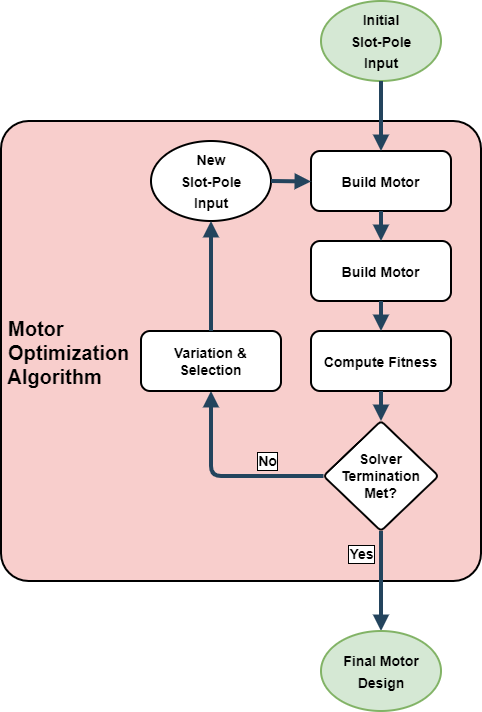 Initial
Slot-Pole
Input
New
Slot-Pole
Input
Build Motor
Build Motor
Motor
Optimization
Algorithm
Variation &
Selection
Compute Fitness
Solver
Termination
Met?
No
Yes
Final Motor
Design